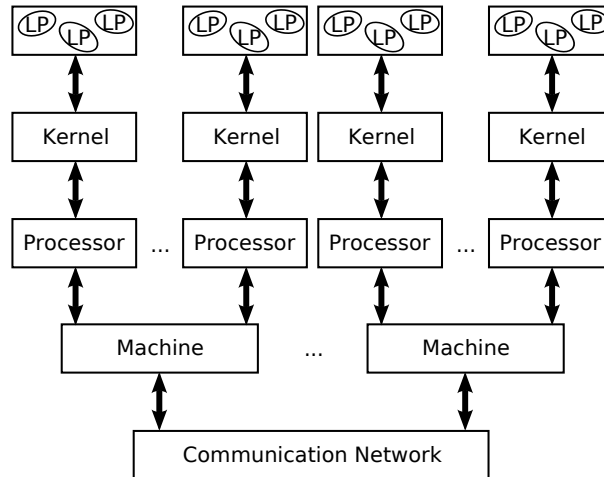 LP LP LP LP LP LP LP LP LP LP LP LP
Kernel Kernel Kernel Kernel
Processor ... Processor Processor ... Processor
Machine ... Machine
Communication Network